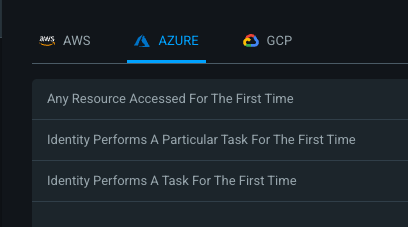 aws AWS
AZURE
GCP
Any Resource Accessed For The First Time
Identity Performs A Particular Task For The First Time
Identity Performs A Task For The First Time